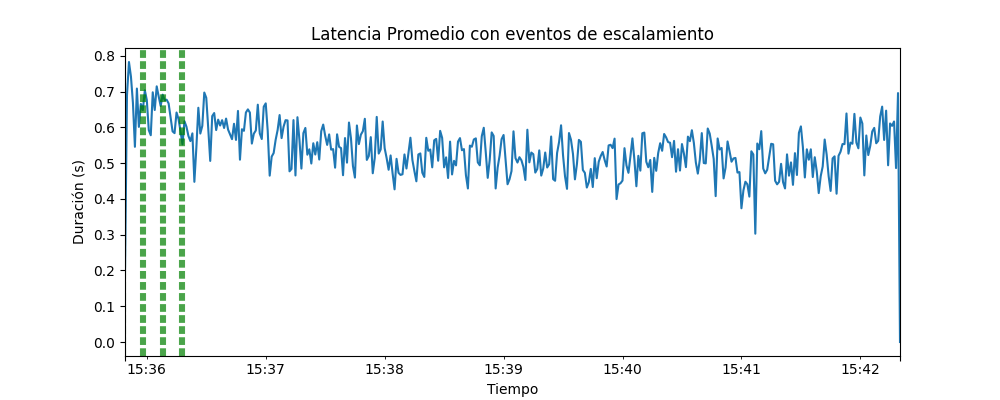 Latencia Promedio con eventos de escalamiento
Duración (s)
0.8
0.7
0.6
0.5
0.4
0.3
0.2
0.1
0.0
15:36 15:37 15:38 15:39 15:40 15:41 15:42
Tiempo